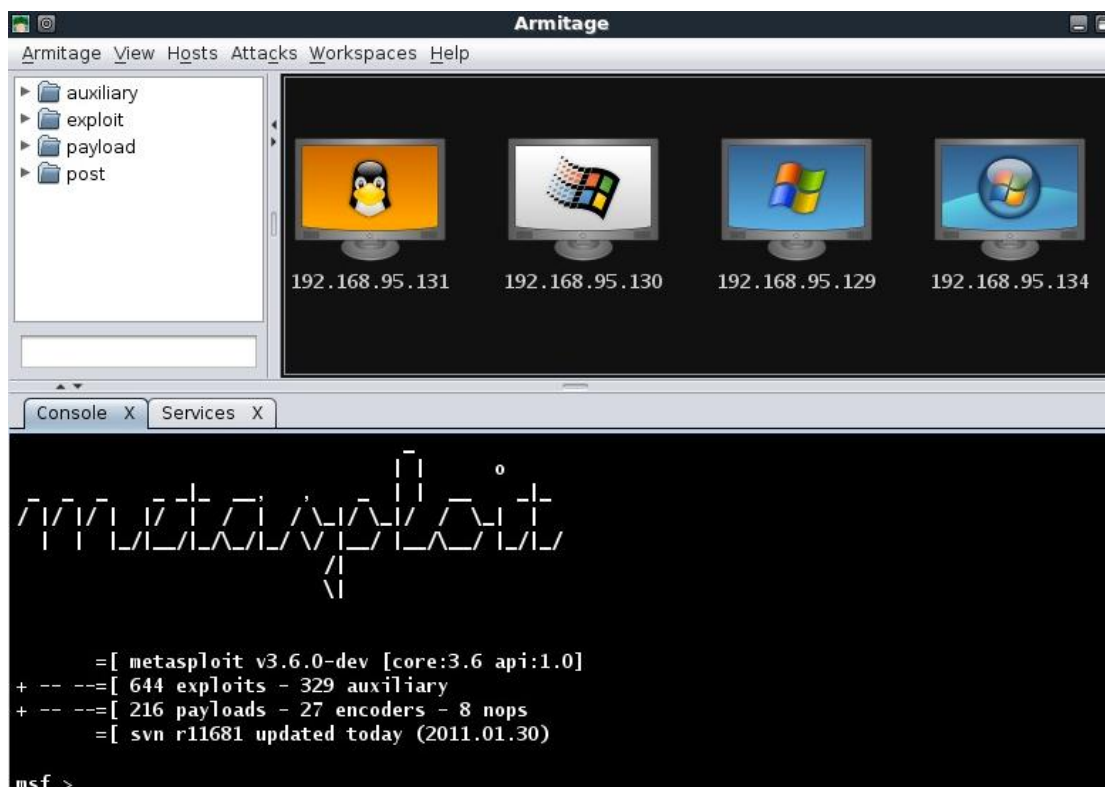 Armitage
Armitage View Hosts Attacks Workspaces Help
auxiliary
exploit
payload
post
192.168.95.131 192.168.95.130 192.168.95.129 192.168.95.134
Console X Services X
metasploit
=[ metasploit v3.6.0-dev [core:3.6 api:1.0]
+ -- --=[ 644 exploits - 329 auxiliary
+ -- --=[ 216 payloads - 27 encoders - 8 nops
=[ svn r11681 updated today (2011.01.30)
msf >